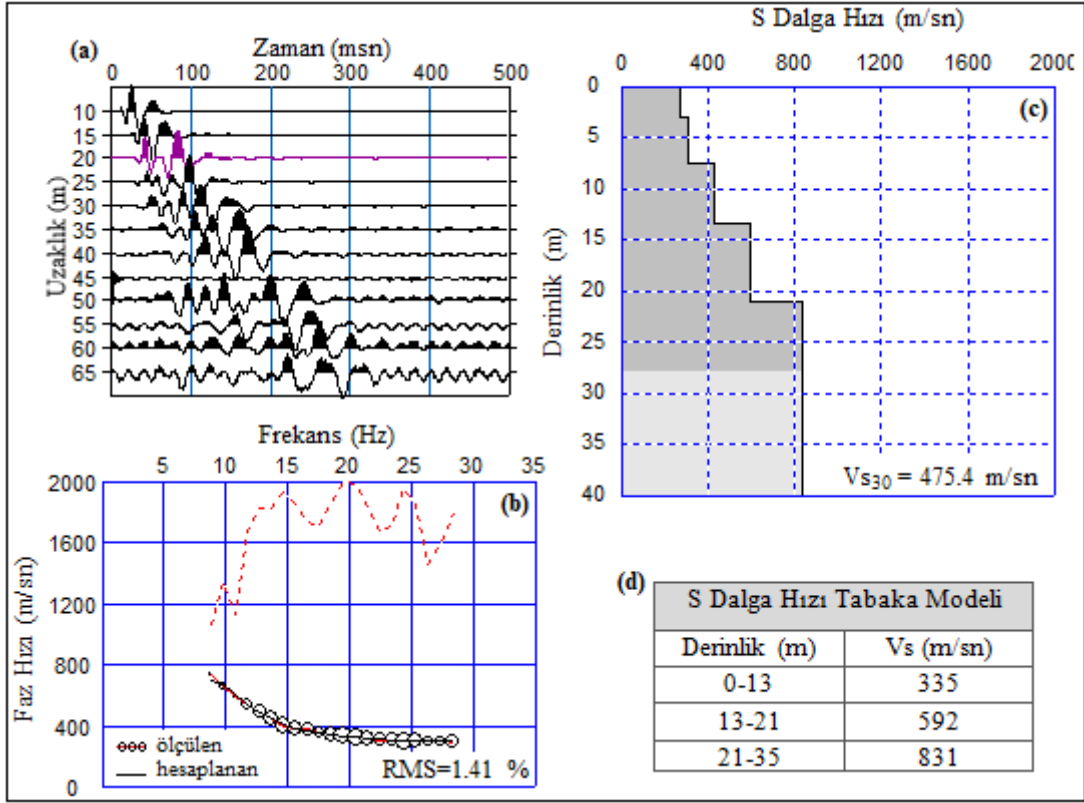 (a)
Zaman (msn)
0 100 200 300 400 500
Uzaklık (m)
10
15
20
25
30
35
40
45
50
55
60
65
S Dalga Hızı (m/sn)
0 400 800 1200 1600 2000
(c)
Derinlik (m)
0
5
10
15
20
25
30
35
40
Vs30 = 475.4 m/sn
Frekans (Hz)
5 10 15 20 25 30 35
(b)
Faz Hızı (m/sn)
2000
1600
1200
800
400
0
ölçülen
hesaplanan
RMS=1.41 %
(d)
S Dalga Hızı Tabaka Modeli
Derinlik (m) Vs (m/sn)
0-13 335
13-21 592
21-35 831